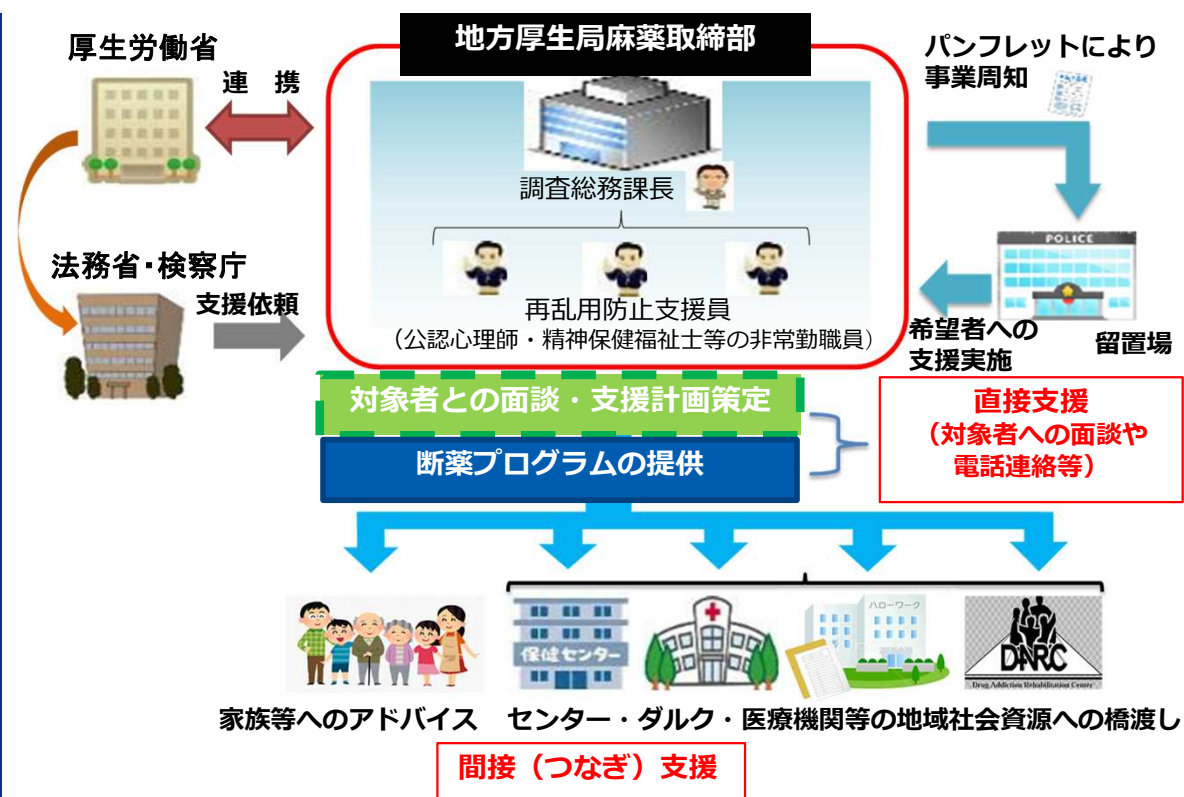 地方厚生局麻薬取締部
厚生労働省
連 携
パンフレットにより
事業周知
調査総務課長
法務省・検察庁
支援依頼
再乱用防止支援員
（公認心理師・精神保健福祉士等の非常勤職員）
POLICE
希望者への
支援実施
留置場
対象者との面談・支援計画策定
断薬プログラムの提供
直接支援
（対象者への面談や
電話連絡等）
保健センター
ハローワーク
DARC
Drug Addiction Rehabilitation Center
家族等へのアドバイス
センター・ダルク・医療機関等の地域社会資源への橋渡し
間接（つなぎ）支援